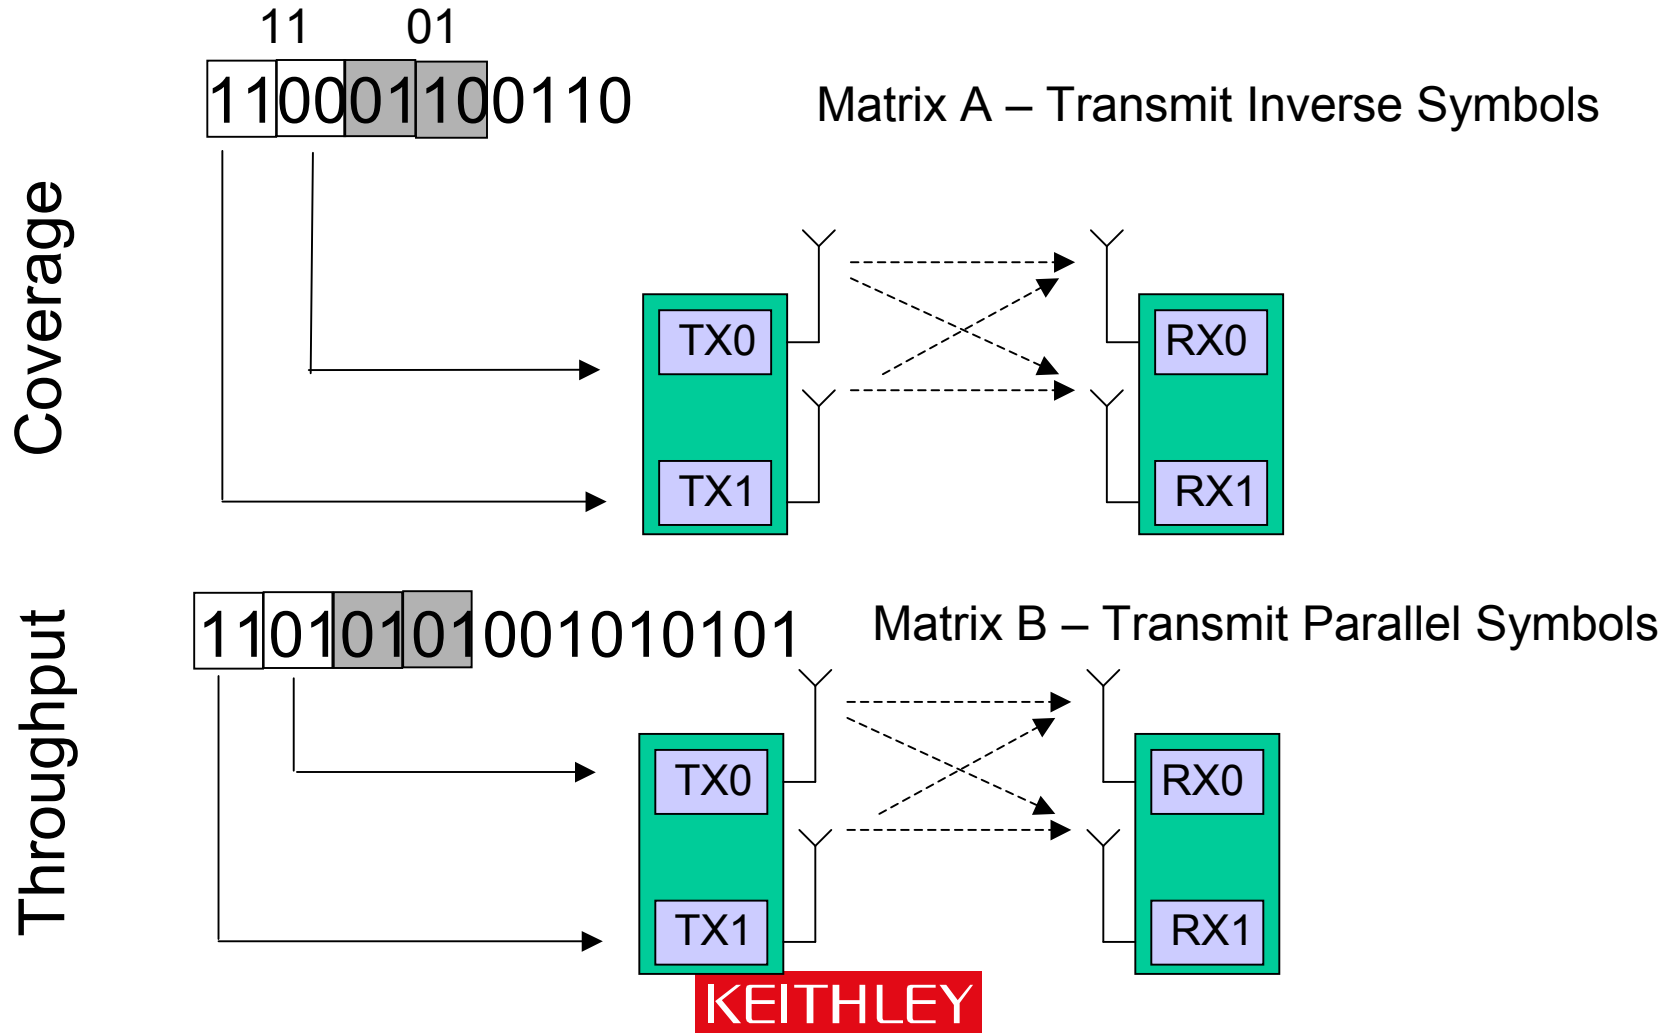 11 01
110001100110
Matrix A – Transmit Inverse Symbols
Coverage
TX0
RX0
TX1
RX1
11010101001010101
Matrix B – Transmit Parallel Symbols
Throughput
TX0
RX0
TX1
RX1
KEITHLEY